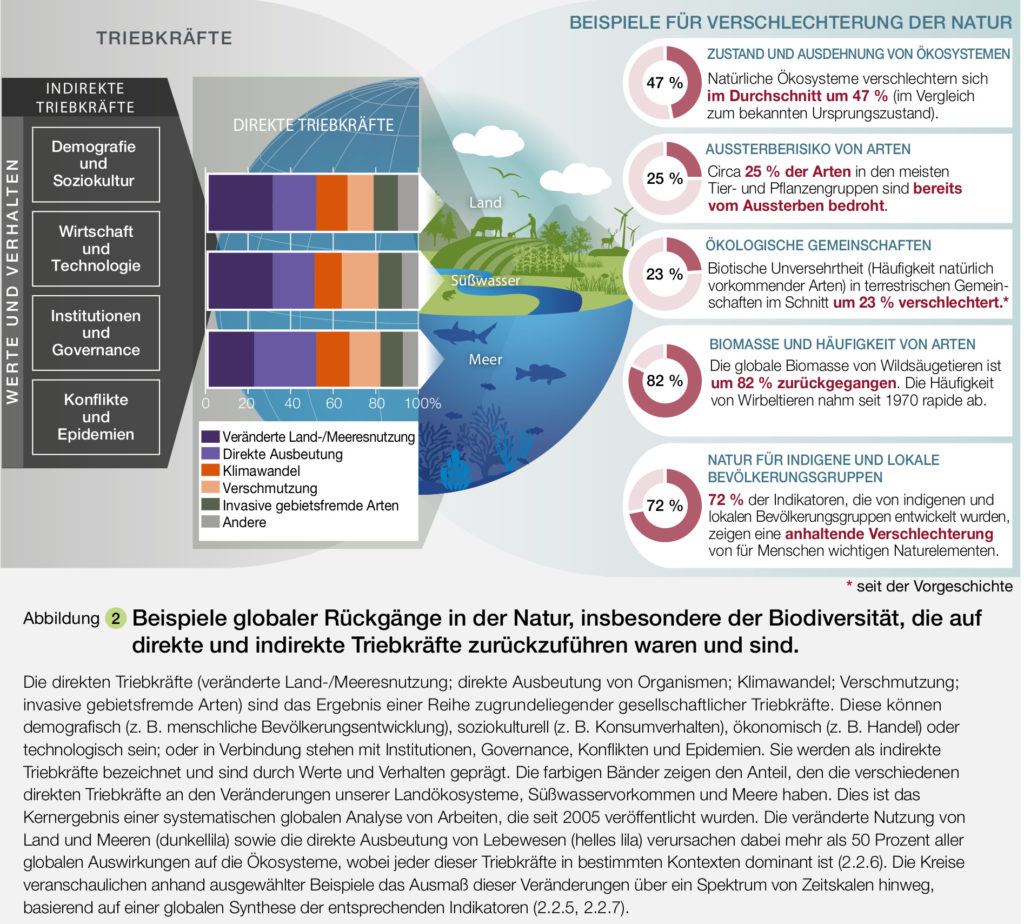 TRIEBKRÄFTE
INDIREKTE
TRIEBKRÄFTE
WERTE UND VERHALTEN
Demografie
und
Soziokultur
Wirtschaft
und
Technologie
Institutionen
und
Governance
Konflikte
und
Epidemien
DIREKTE TRIEBKRÄFTE
Land
Süßwasser
Meer
0 20 40 60 80 100%
Veränderte Land-/Meeresnutzung
Direkte Ausbeutung
Klimawandel
Verschmutzung
Invasive gebietsfremde Arten
Andere
BEISPIELE FÜR VERSCHLECHTERUNG DER NATUR
47 %
ZUSTAND UND AUSDEHNUNG VON ÖKOSYSTEMEN
Natürliche Ökosysteme verschlechtern sich
im Durchschnitt um 47 % (im Vergleich
zum bekannten Ursprungszustand).
25 %
AUSSTERBERISIKO VON ARTEN
Circa 25 % der Arten in den meisten
Tier- und Pflanzengruppen sind bereits
vom Aussterben bedroht.
23 %
ÖKOLOGISCHE GEMEINSCHAFTEN
Biotische Unversehrtheit (Häufigkeit natürlich
vorkommender Arten) in terrestrischen Gemein-
schaften im Schnitt um 23 % verschlechtert.*
82 %
BIOMASSE UND HÄUFIGKEIT VON ARTEN
Die globale Biomasse von Wildsäugetieren ist
um 82 % zurückgegangen. Die Häufigkeit
von Wirbeltieren nahm seit 1970 rapide ab.
72 %
NATUR FÜR INDIGENE UND LOKALE
BEVÖLKERUNGSGRUPPEN
72 % der Indikatoren, die von indigenen und
lokalen Bevölkerungsgruppen entwickelt wurden,
zeigen eine anhaltende Verschlechterung
von für Menschen wichtigen Naturelementen.
* seit der Vorgeschichte
Abbildung 2 Beispiele globaler Rückgänge in der Natur, insbesondere der Biodiversität, die auf
direkte und indirekte Triebkräfte zurückzuführen waren und sind.
Die direkten Triebkräfte (veränderte Land-/Meeresnutzung; direkte Ausbeutung von Organismen; Klimawandel; Verschmutzung;
invasive gebietsfremde Arten) sind das Ergebnis einer Reihe zugrundeliegender gesellschaftlicher Triebkräfte. Diese können
demografisch (z. B. menschliche Bevölkerungsentwicklung), soziokulturell (z. B. Konsumverhalten), ökonomisch (z. B. Handel) oder
technologisch sein; oder in Verbindung stehen mit Institutionen, Governance, Konflikten und Epidemien. Sie werden als indirekte
Triebkräfte bezeichnet und sind durch Werte und Verhalten geprägt. Die farbigen Bänder zeigen den Anteil, den die verschiedenen
direkten Triebkräfte an den Veränderungen unserer Landökosysteme, Süßwasservorkommen und Meere haben. Dies ist das
Kernergebnis einer systematischen globalen Analyse von Arbeiten, die seit 2005 veröffentlicht wurden. Die veränderte Nutzung von
Land und Meeren (dunkellila) sowie die direkte Ausbeutung von Lebewesen (helles lila) verursachen dabei mehr als 50 Prozent aller
globalen Auswirkungen auf die Ökosysteme, wobei jeder dieser Triebkräfte in bestimmten Kontexten dominant ist (2.2.6). Die Kreise
veranschaulichen anhand ausgewählter Beispiele das Ausmaß dieser Veränderungen über ein Spektrum von Zeitskalen hinweg,
basierend auf einer globalen Synthese der entsprechenden Indikatoren (2.2.5, 2.2.7).